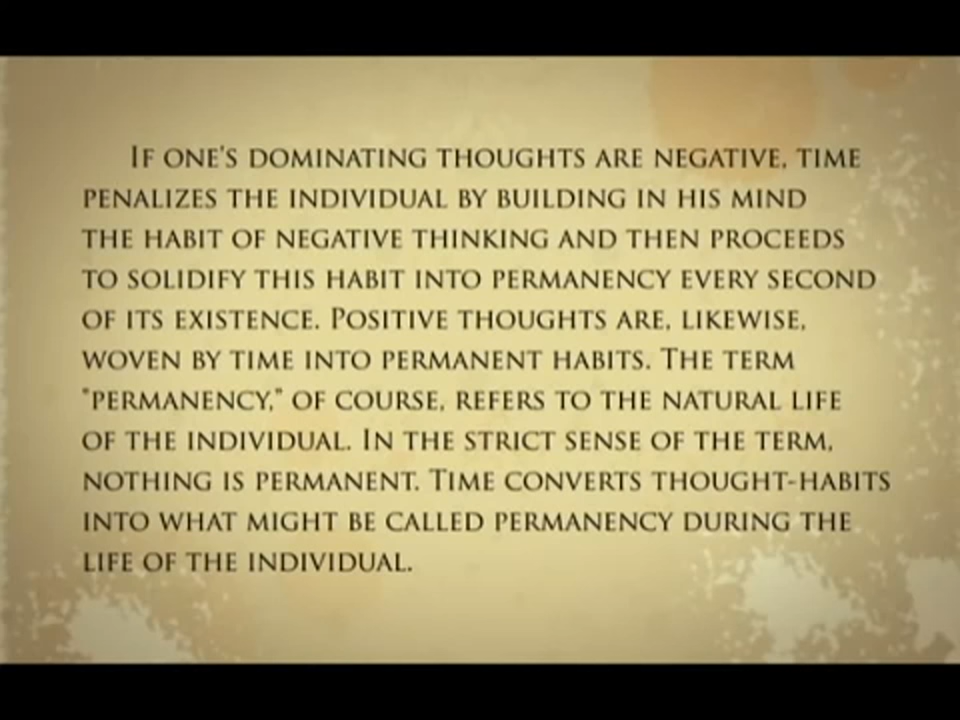 If one's dominating thoughts are negative, time
penalizes the individual by building in his mind
the habit of negative thinking and then proceeds
to solidify this habit into permanency every second
of its existence. Positive thoughts are, likewise,
woven by time into permanent habits. The term
"permanency," of course, refers to the natural life
of the individual. In the strict sense of the term,
nothing is permanent. Time converts thought-habits
into what might be called permanency during the
life of the individual.